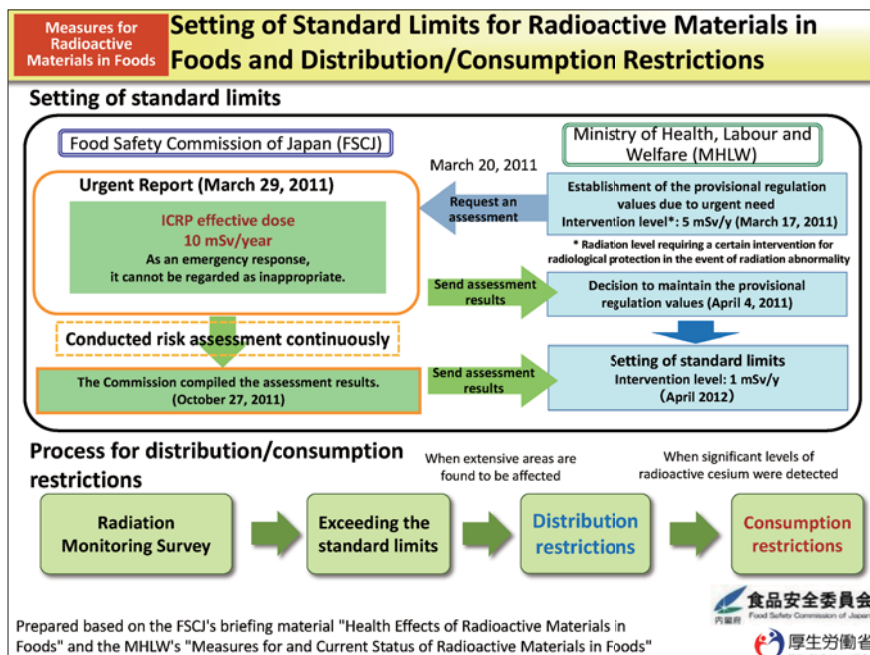 Measures for
Radioactive
Materials in Foods
Setting of Standard Limits for Radioactive Materials in
Foods and Distribution/Consumption Restrictions
Setting of standard limits
Food Safety Commission of Japan (FSCJ)
Ministry of Health, Labour and
Welfare (MHLW)
March 20, 2011
Urgent Report (March 29, 2011)
Request an
assessment
Establishment of the provisional regulation
values due to urgent need
Intervention level*: 5 mSv/y (March 17, 2011)
ICRP effective dose
10 mSv/year
As an emergency response,
it cannot be regarded as inappropriate.
* Radiation level requiring a certain intervention for
radiological protection in the event of radiation abnormality
Send assessment
results
Decision to maintain the provisional
regulation values (April 4, 2011)
Conducted risk assessment continuously
The Commission compiled the assessment results.
(October 27, 2011)
Send assessment
results
Setting of standard limits
Intervention level: 1 mSv/y
(April 2012)
Process for distribution/consumption
restrictions
When extensive areas are
found to be affected
When significant levels of
radioactive cesium were detected
Radiation
Monitoring Survey
Exceeding the
standard limits
Distribution
restrictions
Consumption
restrictions
内閣府
食品安全委員会
Food Safety Commission of Japan
厚生労働省
Prepared based on the FSCJ's briefing material "Health Effects of Radioactive Materials in
Foods" and the MHLW's "Measures for and Current Status of Radioactive Materials in Foods"